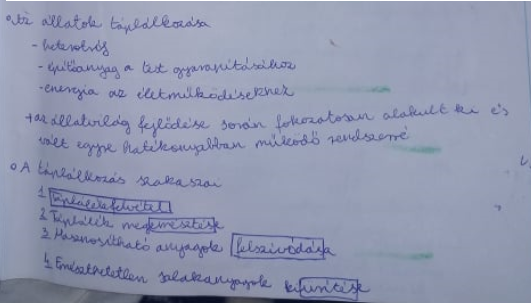 Az állatok táplálkozása
- heterotróf
- építőanyag a test gyarapításához
- energia az életműködésekhez
+ az állatvilág fejlődése során fokozatosan alakult ki és
vált egyre hatékonyabban működő rendszerré
A táplálkozás szakaszai
1 Táplálékfelvétel
2 Táplálék megemésztése
3 Hasznosítható anyagok felszívódása
4 Emészthetetlen salakanyagok kiürítése